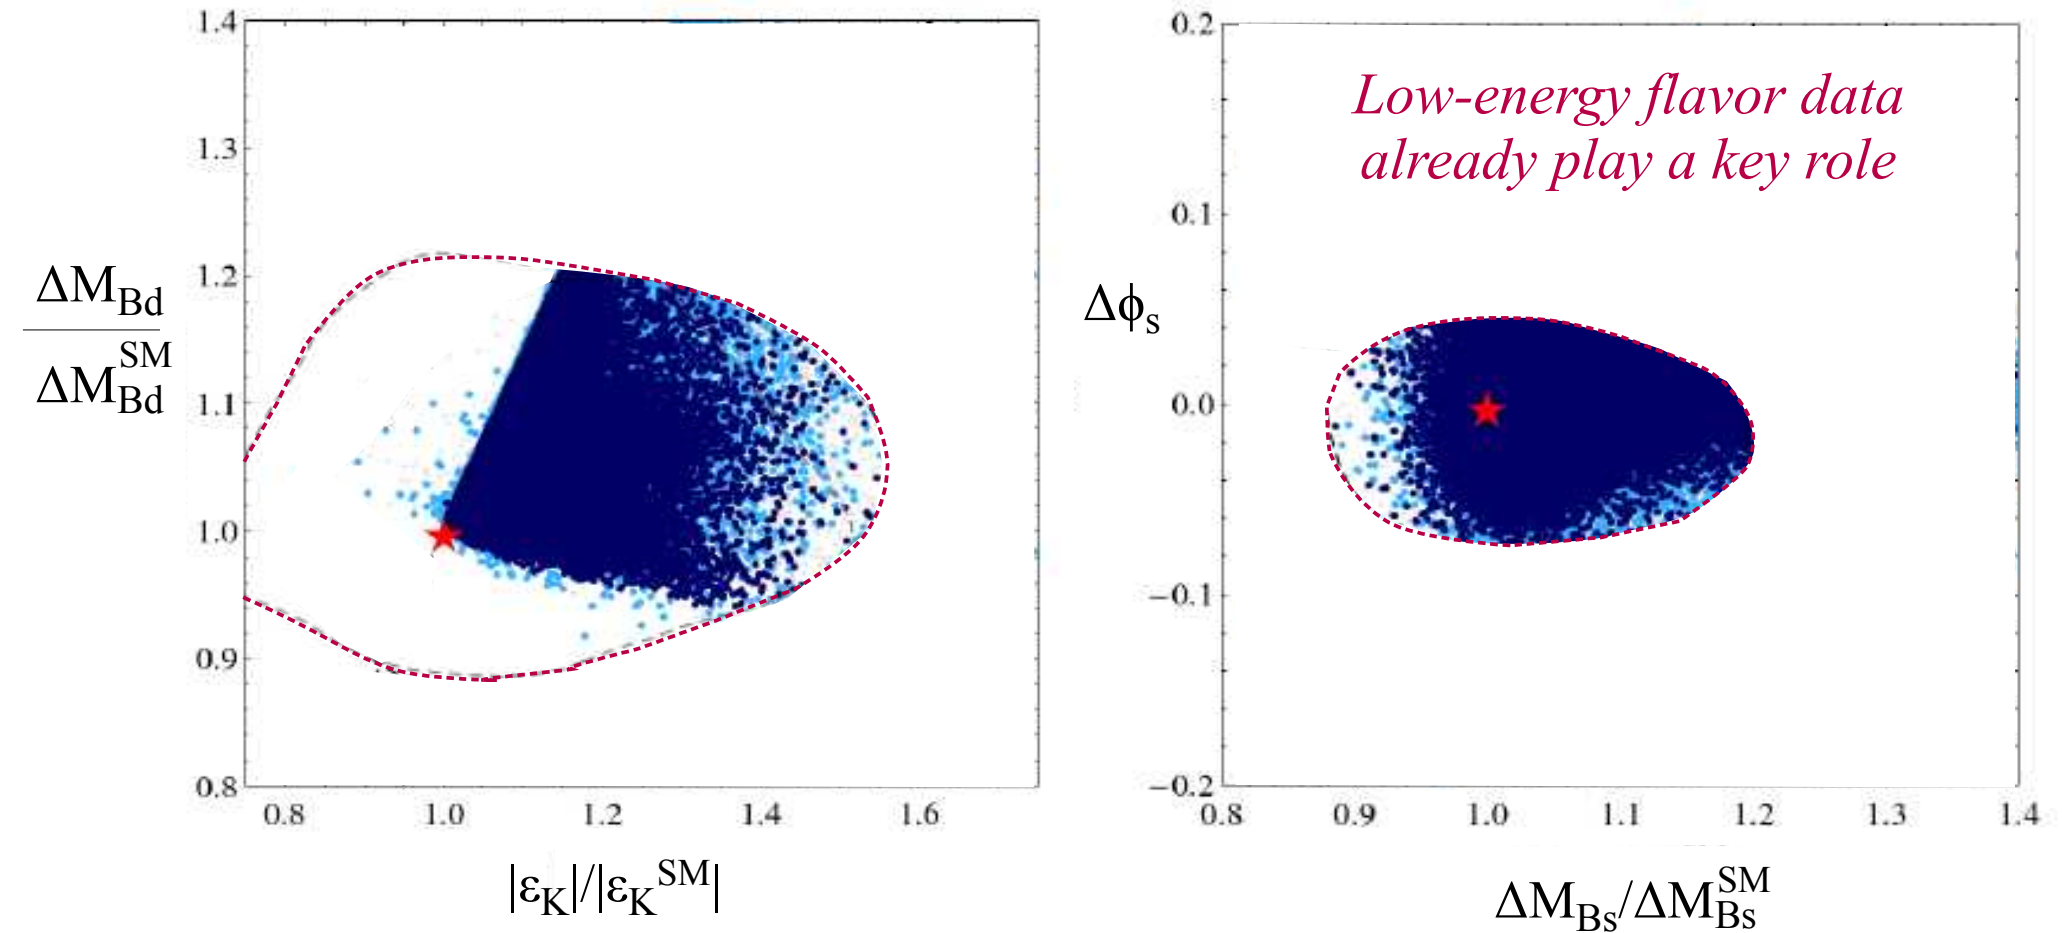 1.4
1.3
1.2
1.1
1.0
0.9
0.8
ΔM_Bd
ΔM_Bd^SM
0.8 1.0 1.2 1.4 1.6
|ε_K|/|ε_K^SM|
0.2
0.1
0.0
−0.1
−0.2
Δϕ_s
Low-energy flavor data
already play a key role
0.8 0.9 1.0 1.1 1.2 1.3 1.4
ΔM_Bs/ΔM_Bs^SM